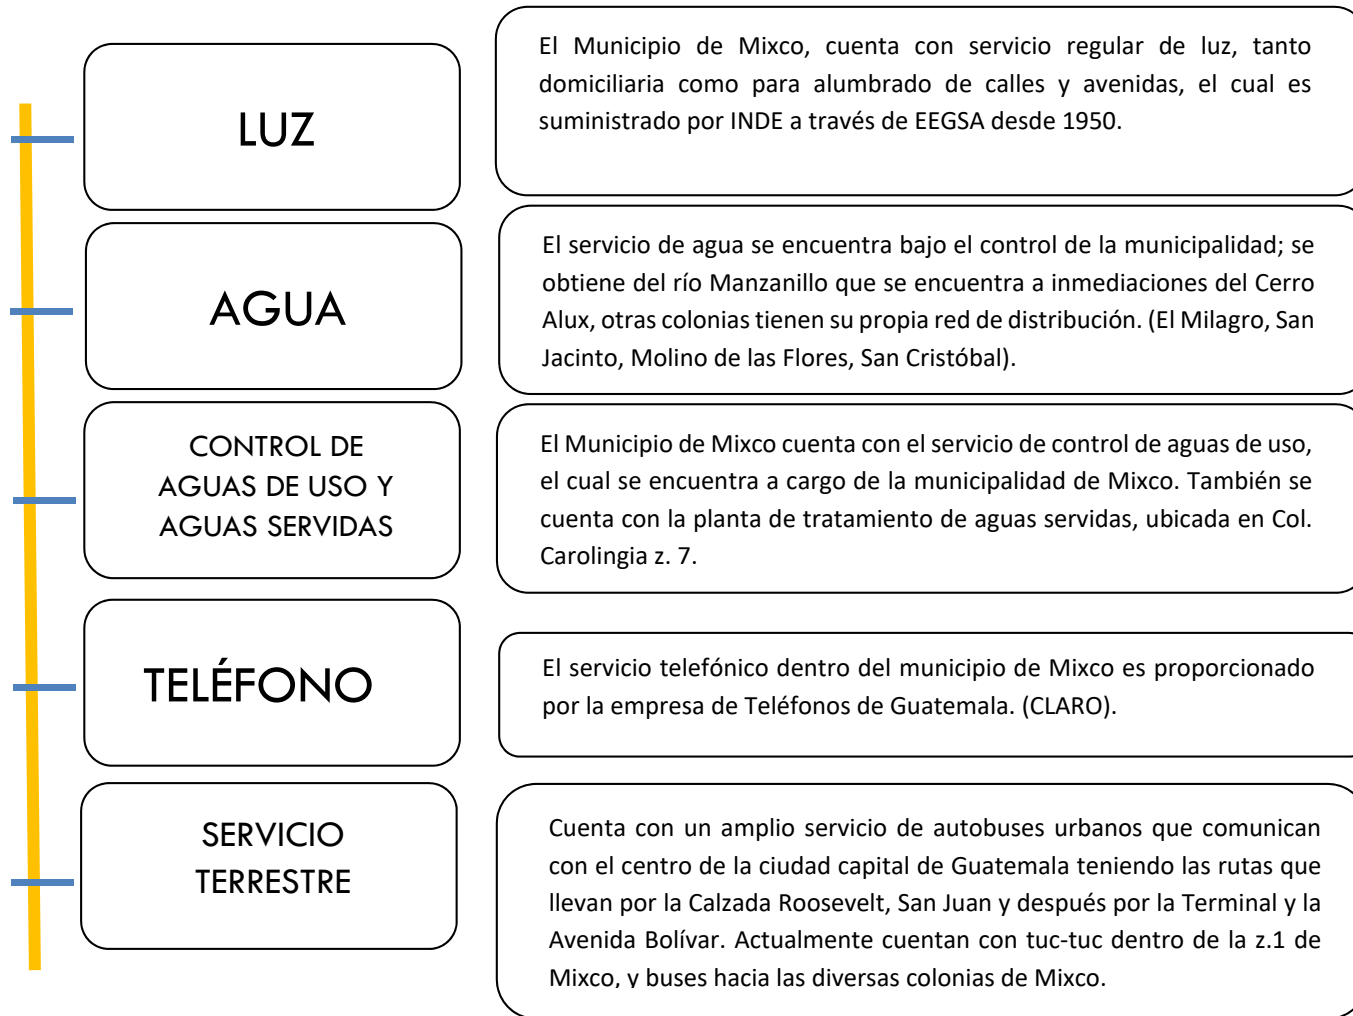 LUZ
El Municipio de Mixco, cuenta con servicio regular de luz, tanto
domiciliaria como para alumbrado de calles y avenidas, el cual es
suministrado por INDE a través de EEGSA desde 1950.
AGUA
El servicio de agua se encuentra bajo el control de la municipalidad; se
obtiene del río Manzanillo que se encuentra a inmediaciones del Cerro
Alux, otras colonias tienen su propia red de distribución. (El Milagro, San
Jacinto, Molino de las Flores, San Cristóbal).
CONTROL DE
AGUAS DE USO Y
AGUAS SERVIDAS
El Municipio de Mixco cuenta con el servicio de control de aguas de uso,
el cual se encuentra a cargo de la municipalidad de Mixco. También se
cuenta con la planta de tratamiento de aguas servidas, ubicada en Col.
Carolingia z. 7.
TELÉFONO
El servicio telefónico dentro del municipio de Mixco es proporcionado
por la empresa de Teléfonos de Guatemala. (CLARO).
SERVICIO
TERRESTRE
Cuenta con un amplio servicio de autobuses urbanos que comunican
con el centro de la ciudad capital de Guatemala teniendo las rutas que
llevan por la Calzada Roosevelt, San Juan y después por la Terminal y la
Avenida Bolívar. Actualmente cuentan con tuc-tuc dentro de la z.1 de
Mixco, y buses hacia las diversas colonias de Mixco.